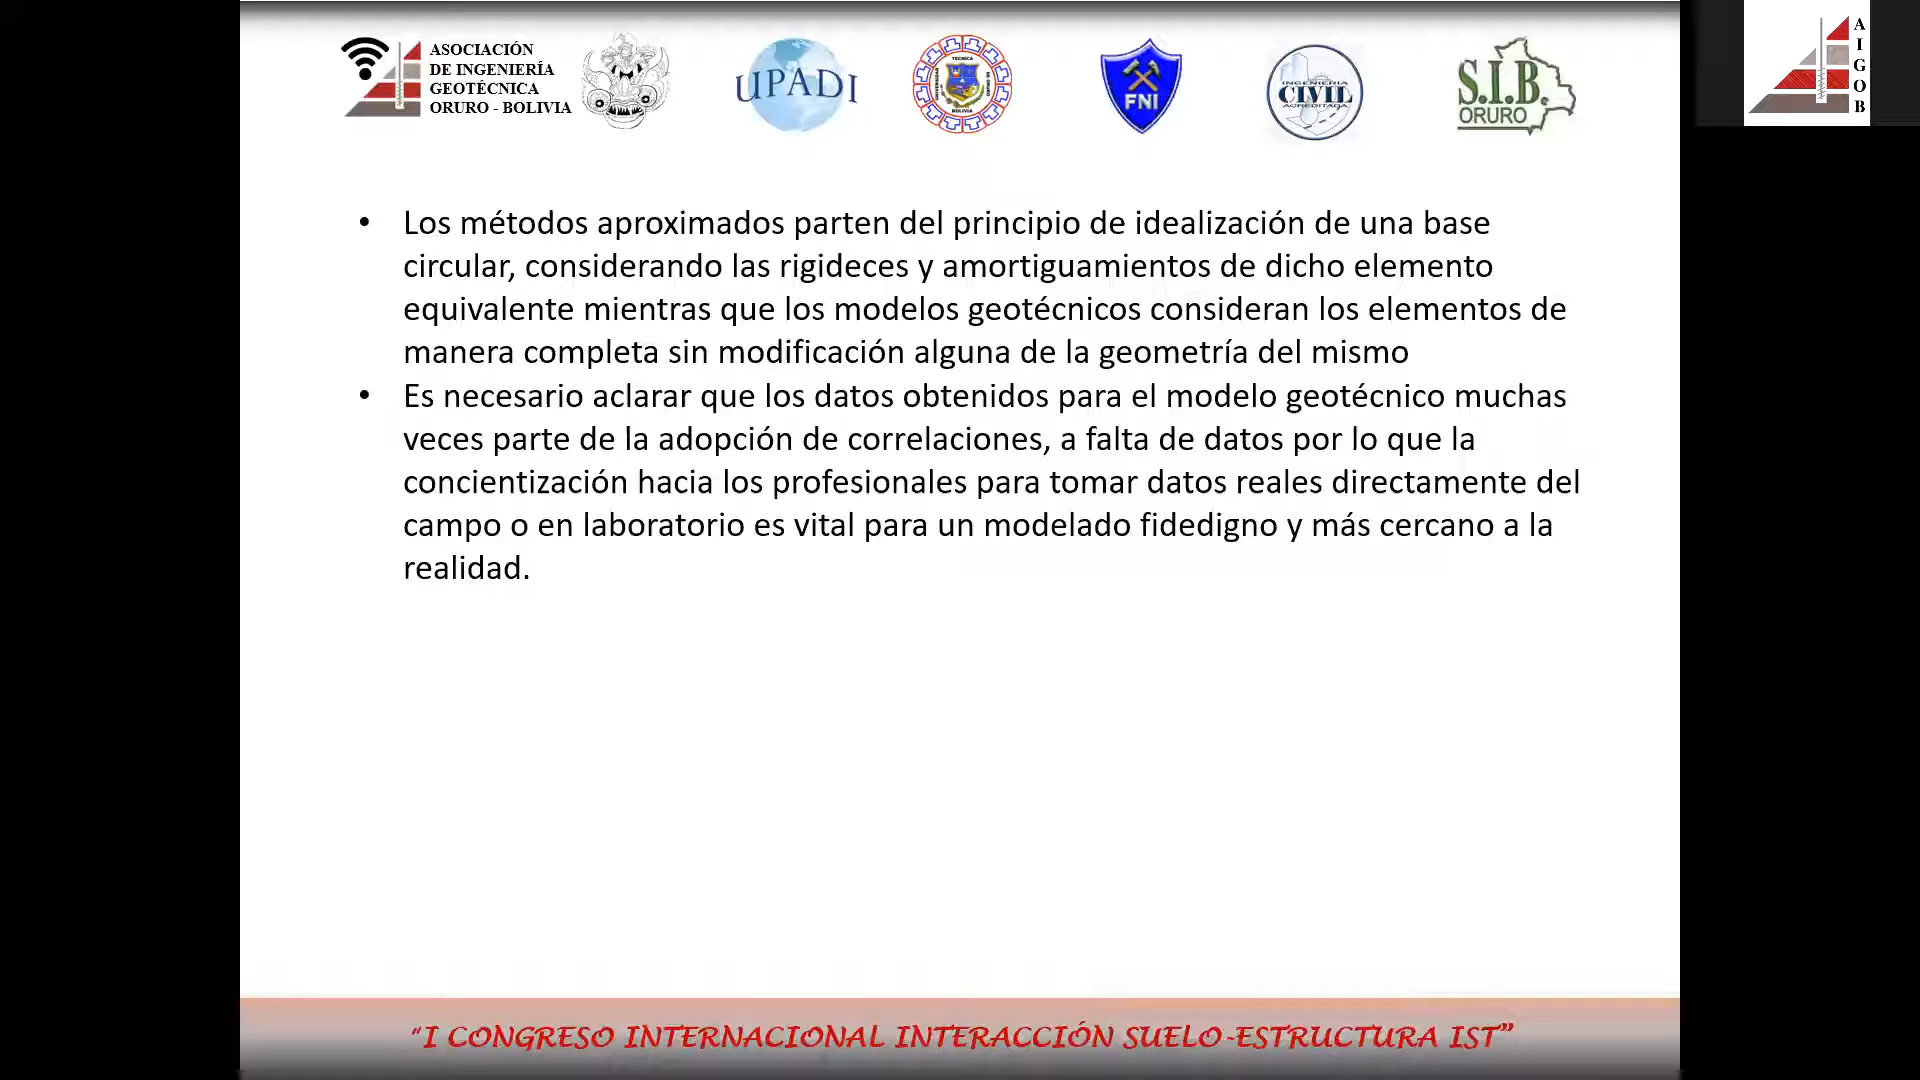 ASOCIACIÓN
DE INGENIERÍA
GEOTÉCNICA
ORURO - BOLIVIA
UPADI
TECNICA
UNIVERSIDAD
DE ORURO
BOLIVIA
FNI
INGENIERIA
CIVIL
ACREDITADA
S.I.B.
ORURO
A
I
G
O
B
• Los métodos aproximados parten del principio de idealización de una base
circular, considerando las rigideces y amortiguamientos de dicho elemento
equivalente mientras que los modelos geotécnicos consideran los elementos de
manera completa sin modificación alguna de la geometría del mismo
• Es necesario aclarar que los datos obtenidos para el modelo geotécnico muchas
veces parte de la adopción de correlaciones, a falta de datos por lo que la
concientización hacia los profesionales para tomar datos reales directamente del
campo o en laboratorio es vital para un modelado fidedigno y más cercano a la
realidad.
“I CONGRESO INTERNACIONAL INTERACCIÓN SUELO-ESTRUCTURA IST”